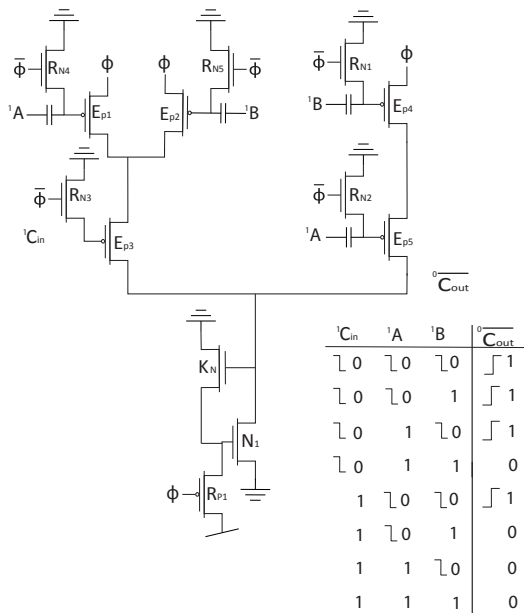 R_N4 ϕ ϕ R_N5 R_N1 ϕ
ϕ̅ ϕ̅ ϕ̅
¹A E_p1 E_p2 ¹B ¹B E_p4
ϕ̅ R_N3 ϕ̅ R_N2
¹C_in E_p3 ¹A E_p5
⁰C̅_out̅
K_N
N_1
ϕ R_P1
¹C_in ¹A ¹B ⁰C̅_out̅
0 0 0 1
0 0 1 1
0 1 0 1
0 1 1 0
1 0 0 1
1 0 1 0
1 1 0 0
1 1 1 0